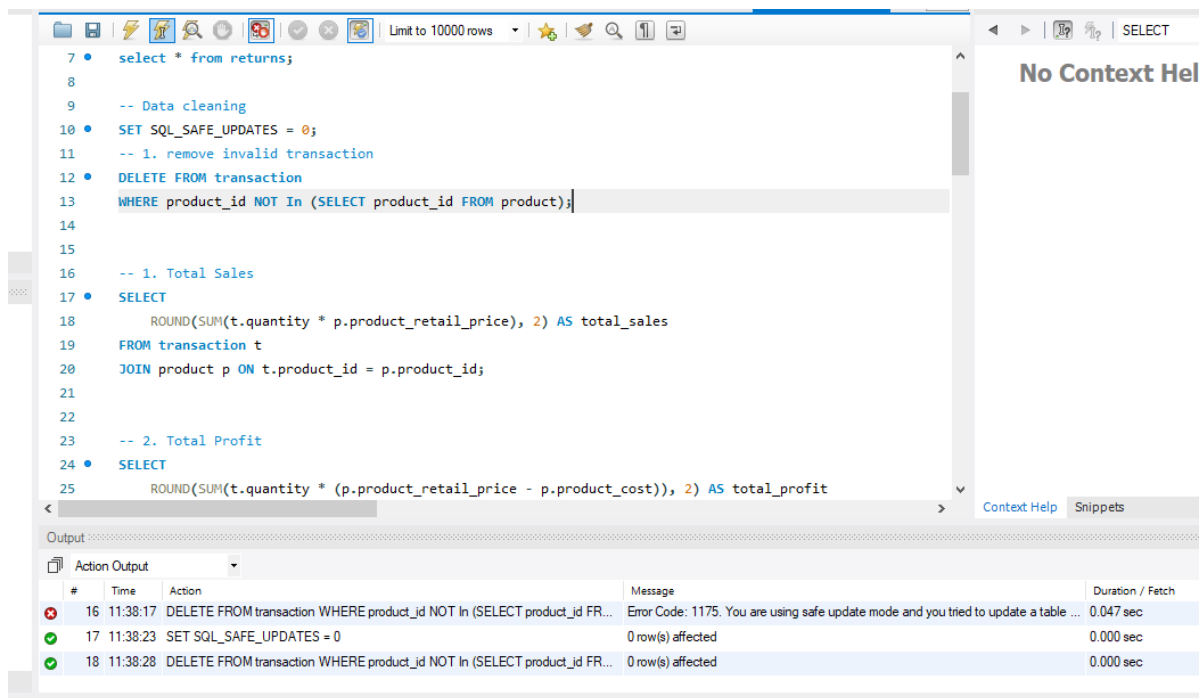 Limit to 10000 rows
SELECT
7 select * from returns;
8
9 -- Data cleaning
10 SET SQL_SAFE_UPDATES = 0;
11 -- 1. remove invalid transaction
12 DELETE FROM transaction
13 WHERE product_id NOT In (SELECT product_id FROM product);
14
15
16 -- 1. Total Sales
17 SELECT
18 ROUND(SUM(t.quantity * p.product_retail_price), 2) AS total_sales
19 FROM transaction t
20 JOIN product p ON t.product_id = p.product_id;
21
22
23 -- 2. Total Profit
24 SELECT
25 ROUND(SUM(t.quantity * (p.product_retail_price - p.product_cost)), 2) AS total_profit
No Context Hel
Context Help Snippets
Output
Action Output
# Time Action Message Duration / Fetch
16 11:38:17 DELETE FROM transaction WHERE product_id NOT In (SELECT product_id FR... Error Code: 1175. You are using safe update mode and you tried to update a table ... 0.047 sec
17 11:38:23 SET SQL_SAFE_UPDATES = 0 0 row(s) affected 0.000 sec
18 11:38:28 DELETE FROM transaction WHERE product_id NOT In (SELECT product_id FR... 0 row(s) affected 0.000 sec